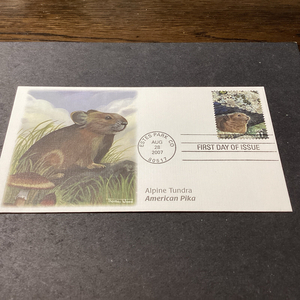 ESTES PARK, CO
AUG
28
2007
80517
FIRST DAY OF ISSUE
Alpine Tundra
American Pika